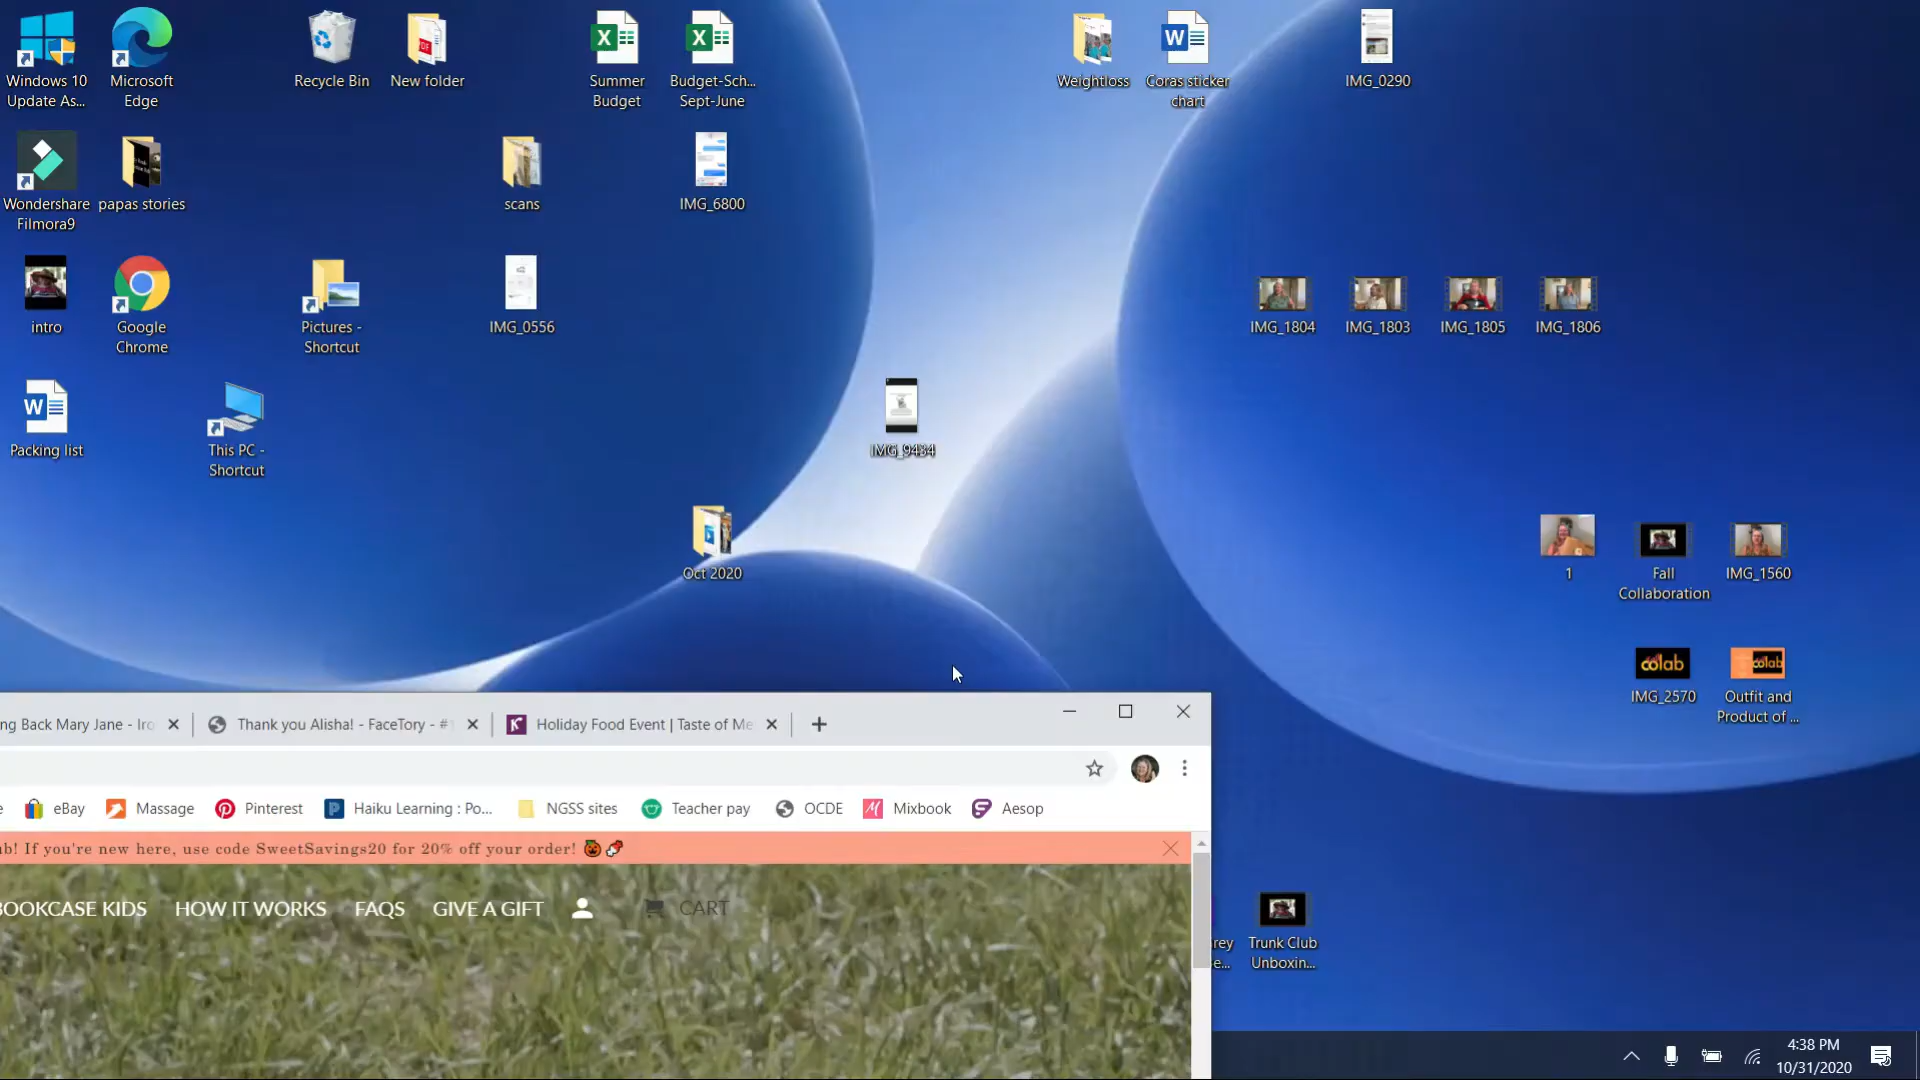 Windows 10
Update As...
Microsoft
Edge
Recycle Bin
New folder
Summer
Budget
Budget-Sch...
Sept-June
Weightloss
Coras sticker
chart
IMG_0290
Wondershare
Filmora9
papas stories
scans
IMG_6800
intro
Google
Chrome
Pictures -
Shortcut
IMG_0556
IMG_1804
IMG_1803
IMG_1805
IMG_1806
Packing list
This PC -
Shortcut
IMG_9434
Oct 2020
1
Fall
Collaboration
IMG_1560
colab
colab
IMG_2570
Outfit and
Product of ...
ng Back Mary Jane - Iro
Thank you Alisha! - FaceTory - #
Holiday Food Event | Taste of Me
e eBay Massage Pinterest Haiku Learning : Po... NGSS sites Teacher pay OCDE Mixbook Aesop
ub! If you're new here, use code SweetSavings20 for 20% off your order! 🎃🍬
BOOKCASE KIDS HOW IT WORKS FAQS GIVE A GIFT CART
rey
e...
Trunk Club
Unboxin...
4:38 PM
10/31/2020